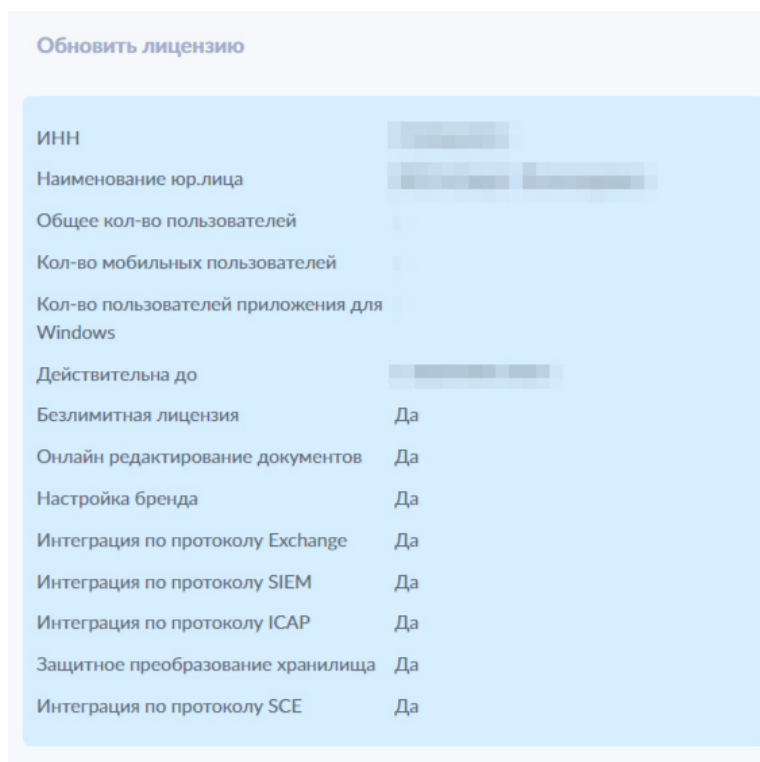 Обновить лицензию
ИНН
Наименование юр.лица
Общее кол-во пользователей
Кол-во мобильных пользователей
Кол-во пользователей приложения для
Windows
Действительна до
Безлимитная лицензия Да
Онлайн редактирование документов Да
Настройка бренда Да
Интеграция по протоколу Exchange Да
Интеграция по протоколу SIEM Да
Интеграция по протоколу ICAP Да
Защитное преобразование хранилища Да
Интеграция по протоколу SCE Да